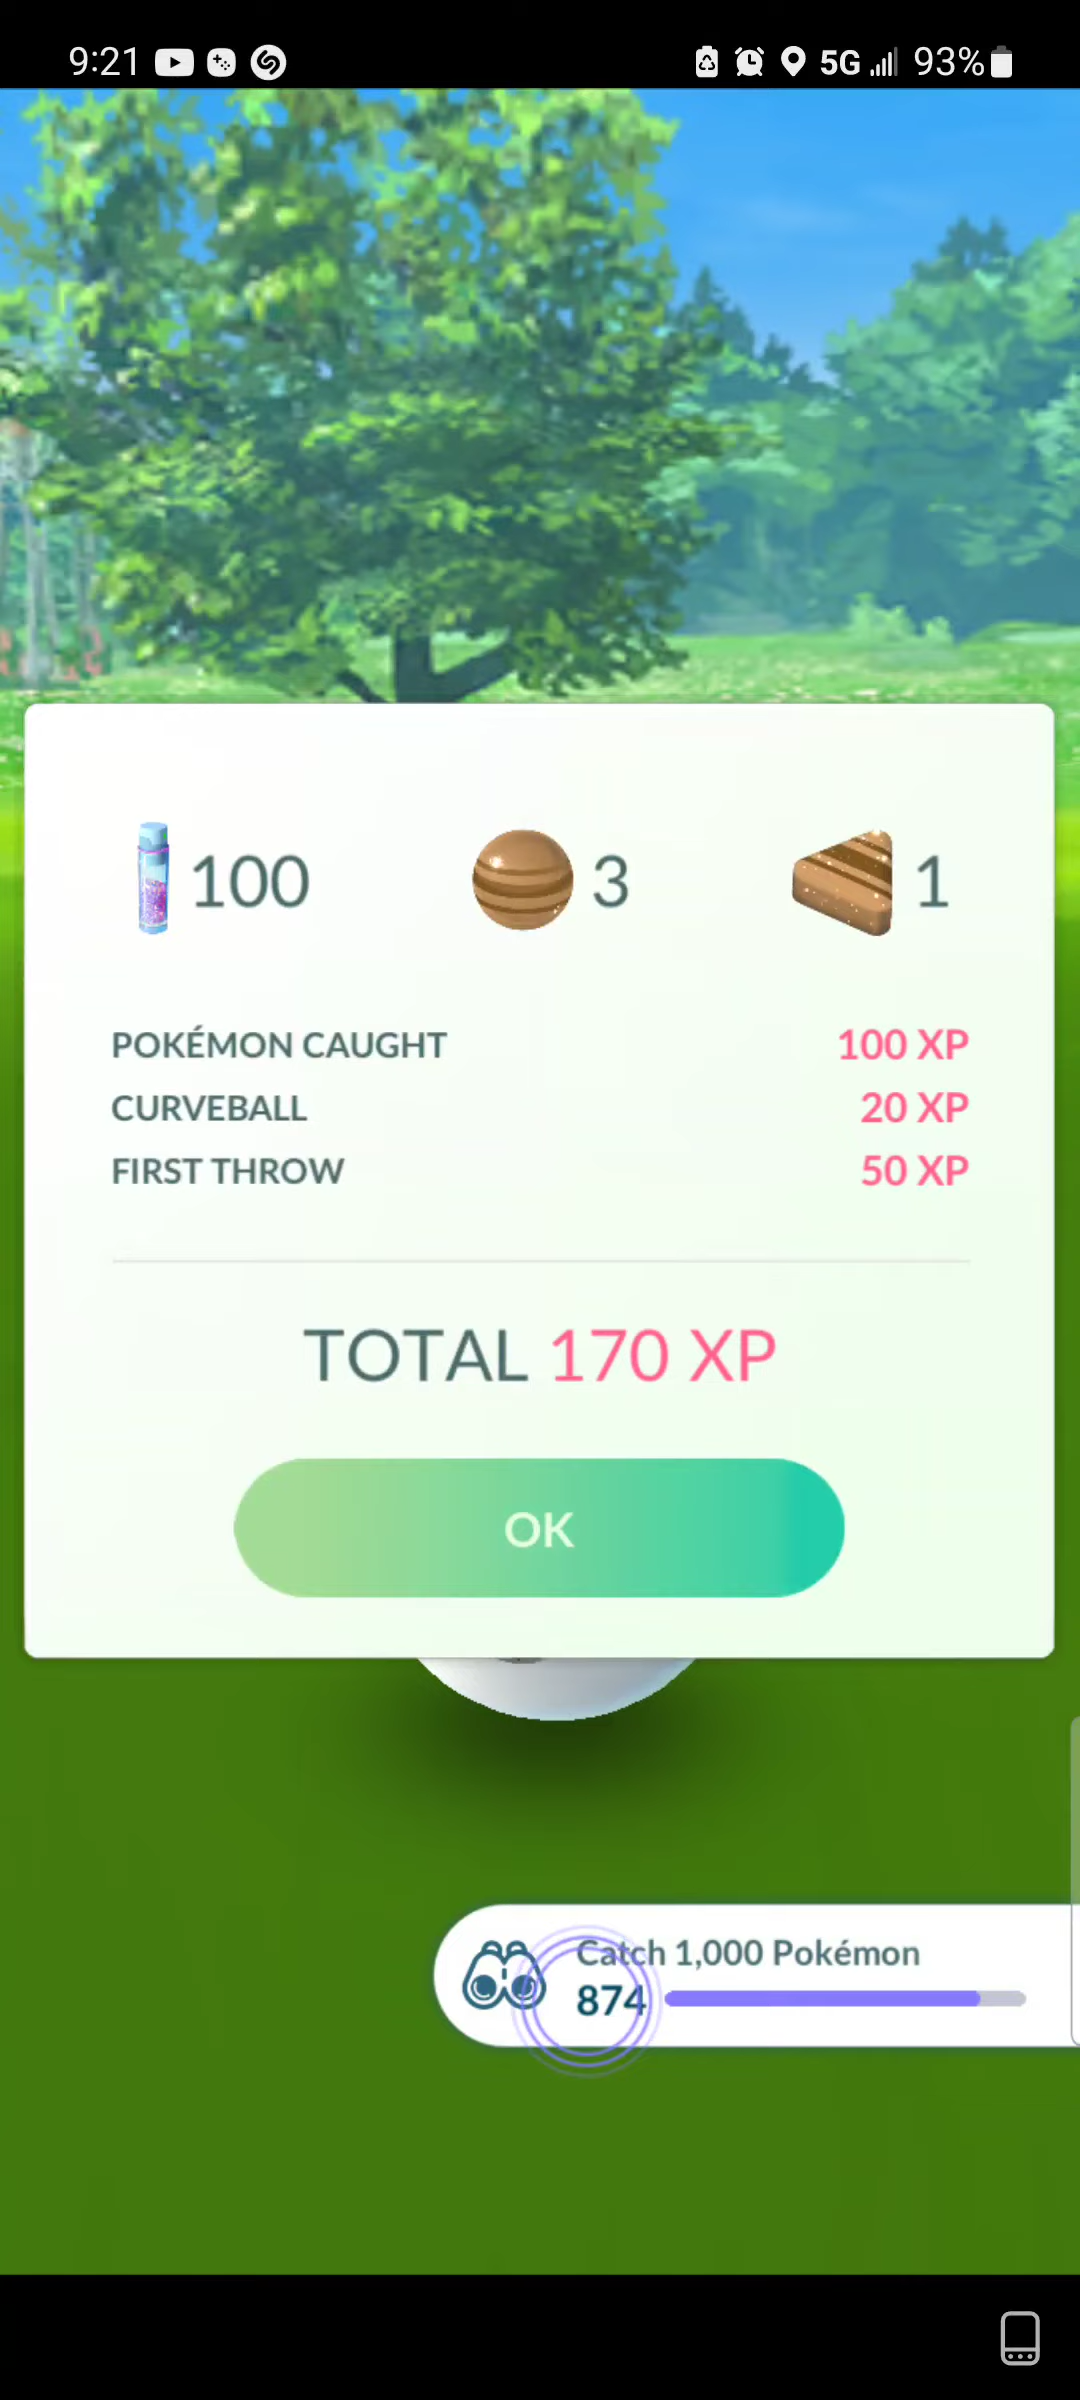 9:21 5G 93%
100 3 1
POKÉMON CAUGHT 100 XP
CURVEBALL 20 XP
FIRST THROW 50 XP
TOTAL 170 XP
OK
Catch 1,000 Pokémon
874